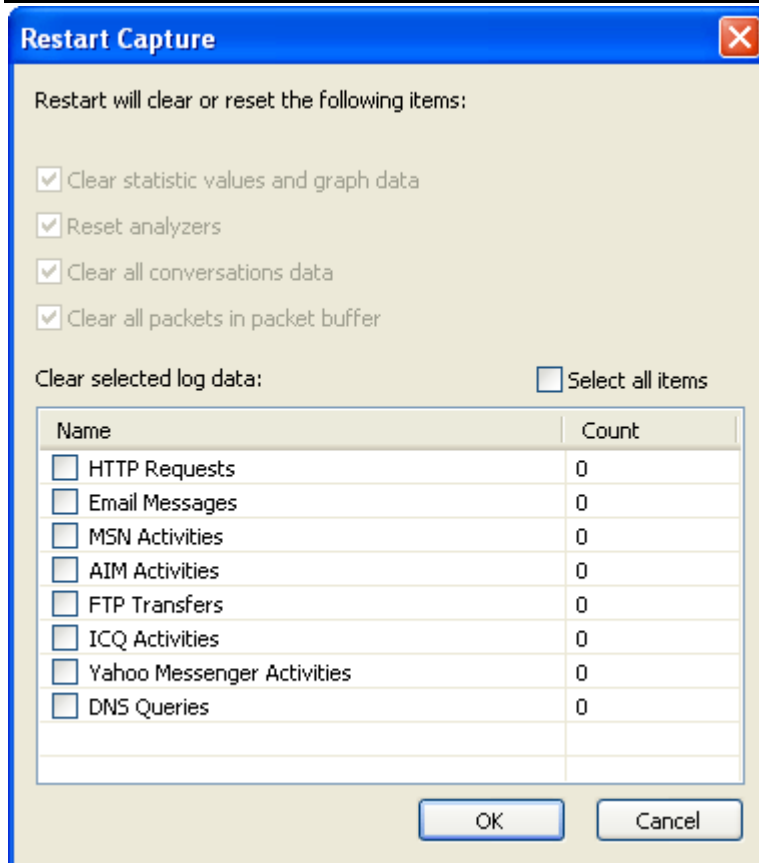 Restart Capture
Restart will clear or reset the following items:
Clear statistic values and graph data
Reset analyzers
Clear all conversations data
Clear all packets in packet buffer
Clear selected log data: Select all items
Name Count
HTTP Requests 0
Email Messages 0
MSN Activities 0
AIM Activities 0
FTP Transfers 0
ICQ Activities 0
Yahoo Messenger Activities 0
DNS Queries 0
OK Cancel